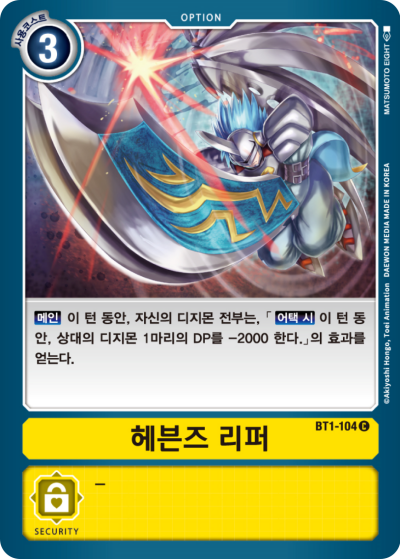 OPTION
사용코스트
3
MATSUMOTO EIGHT
©Akiyoshi Hongo, Toei Animation DAEWON MEDIA MADE IN KOREA
메인 이 턴 동안, 자신의 디지몬 전부는, 「 어택 시 이 턴 동
안, 상대의 디지몬 1마리의 DP를 −2000 한다.」의 효과를
얻는다.
BT1-104 C
헤븐즈 리퍼
−
SECURITY